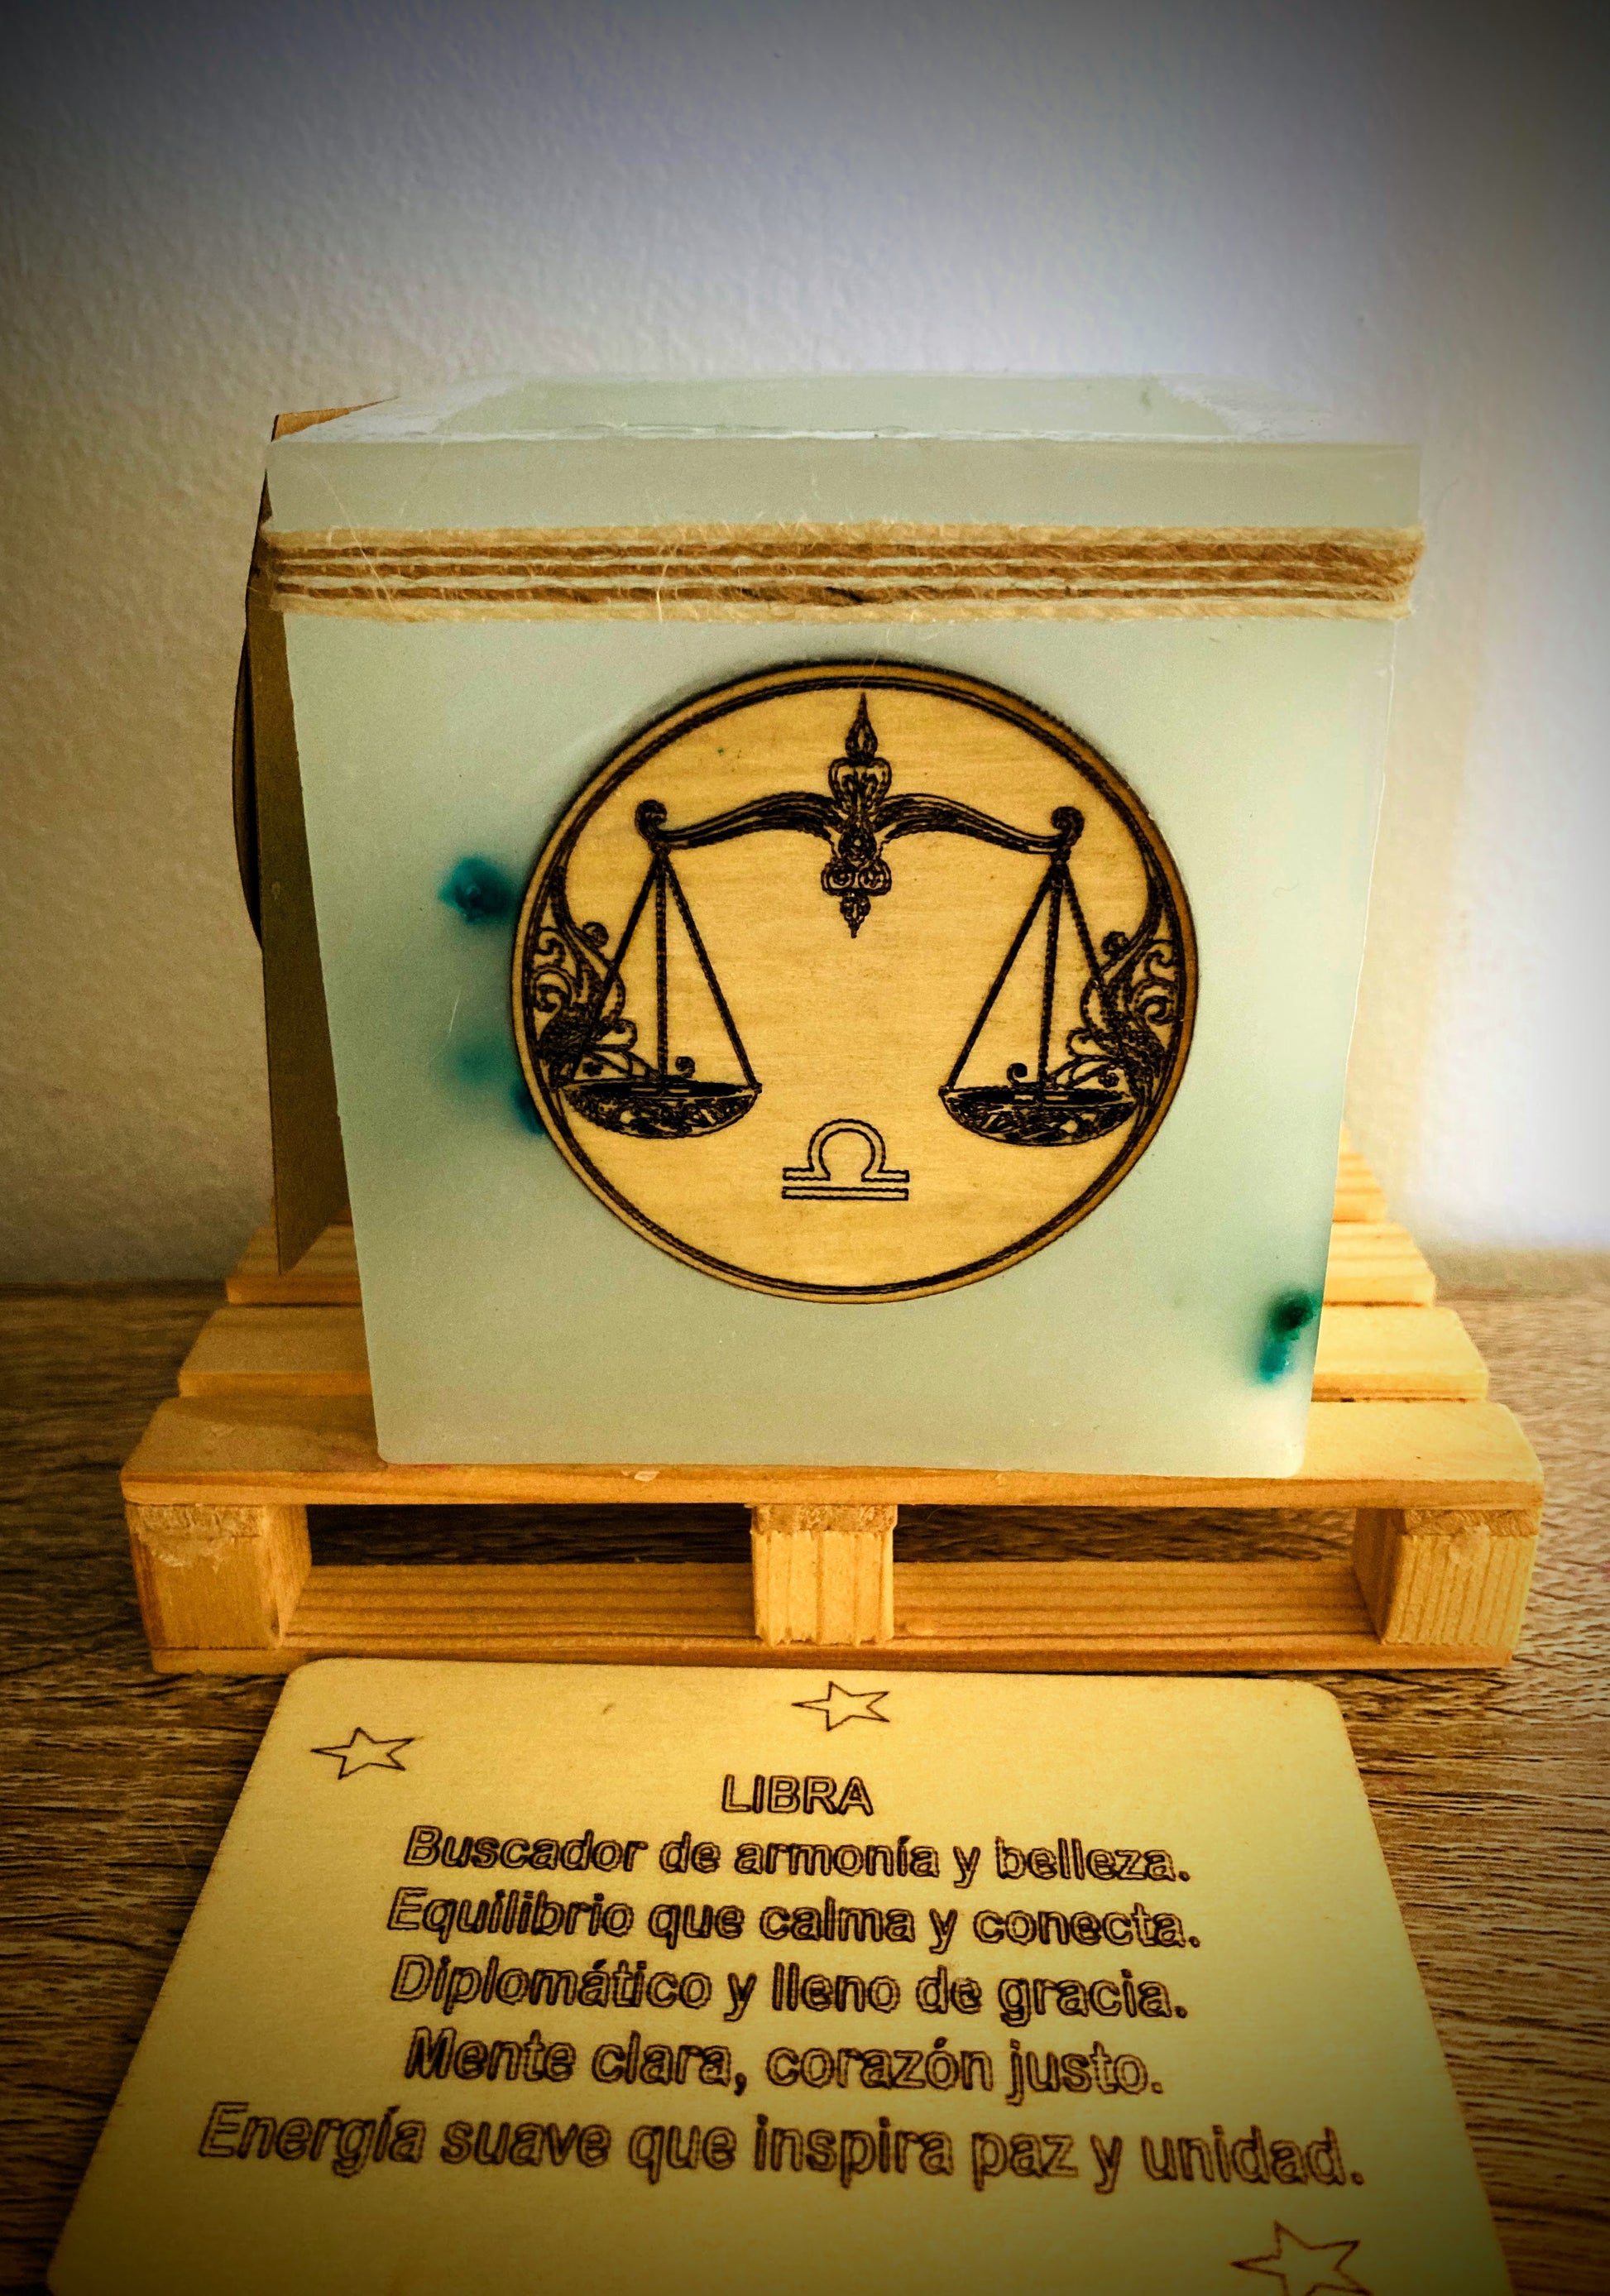 LIBRA
Buscador de armonía y belleza.
Equilibrio que calma y conecta.
Diplomático y lleno de gracia.
Mente clara, corazón justo.
Energía suave que inspira paz y unidad.